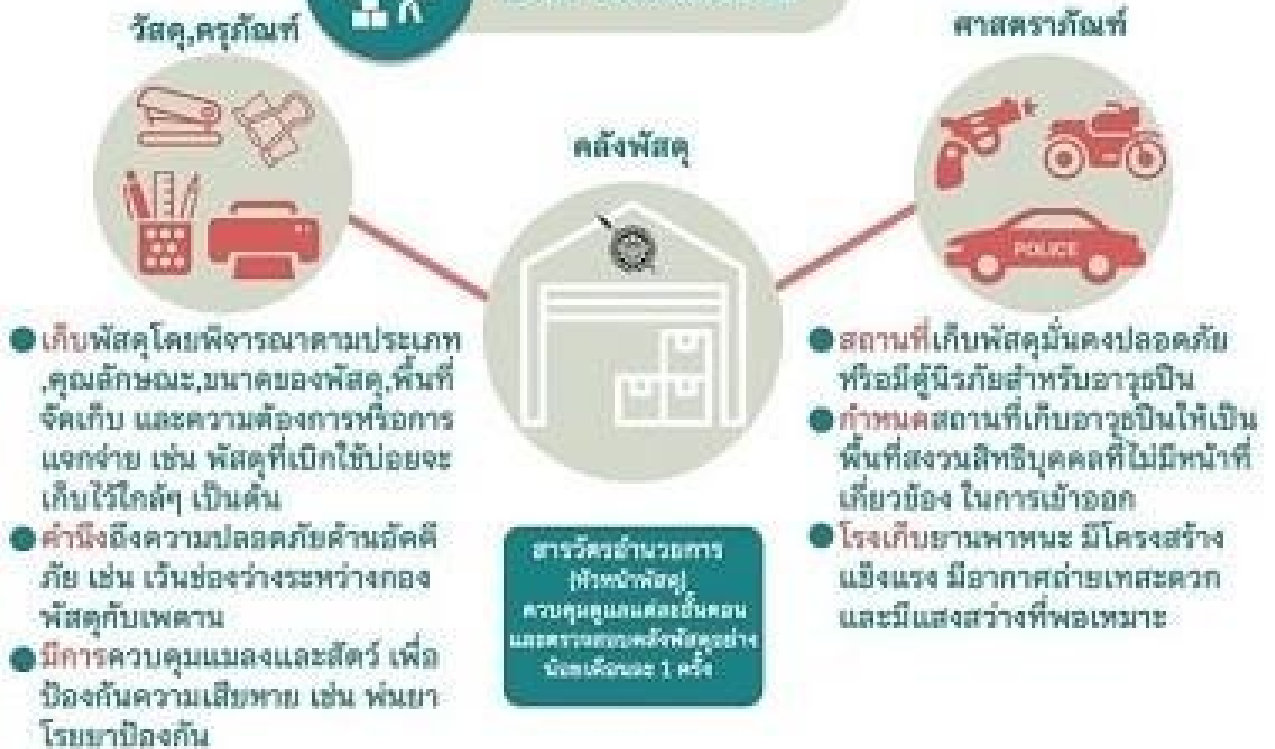 วัสดุ,ครุภัณฑ์
ศาสตราภัณฑ์
คลังพัสดุ
POLICE
เก็บพัสดุโดยพิจารณาตามประเภท
,คุณลักษณะ,ขนาดของพัสดุ,พื้นที่
จัดเก็บ และความต้องการหรือการ
แจกจ่าย เช่น พัสดุที่เบิกใช้บ่อยจะ
เก็บไว้ใกล้ๆ เป็นต้น
คำนึงถึงความปลอดภัยด้านอัคคี
ภัย เช่น เว้นช่องว่างระหว่างกอง
พัสดุกับเพดาน
มีการควบคุมแมลงและสัตว์ เพื่อ
ป้องกันความเสียหาย เช่น พ่นยา
โรยยาป้องกัน
สารวัตรอำนวยการ
(หัวหน้าพัสดุ)
ควบคุมดูแลแต่ละขั้นตอน
และตรวจสอบคลังพัสดุอย่าง
น้อยเดือนละ 1 ครั้ง
สถานที่เก็บพัสดุมั่นคงปลอดภัย
หรือมีตู้นิรภัยสำหรับอาวุธปืน
กำหนดสถานที่เก็บอาวุธปืนให้เป็น
พื้นที่สงวนสิทธิบุคคลที่ไม่มีหน้าที่
เกี่ยวข้อง ในการเข้าออก
โรงเก็บยานพาหนะ มีโครงสร้าง
แข็งแรง มีอากาศถ่ายเทสะดวก
และมีแสงสว่างที่พอเหมาะ